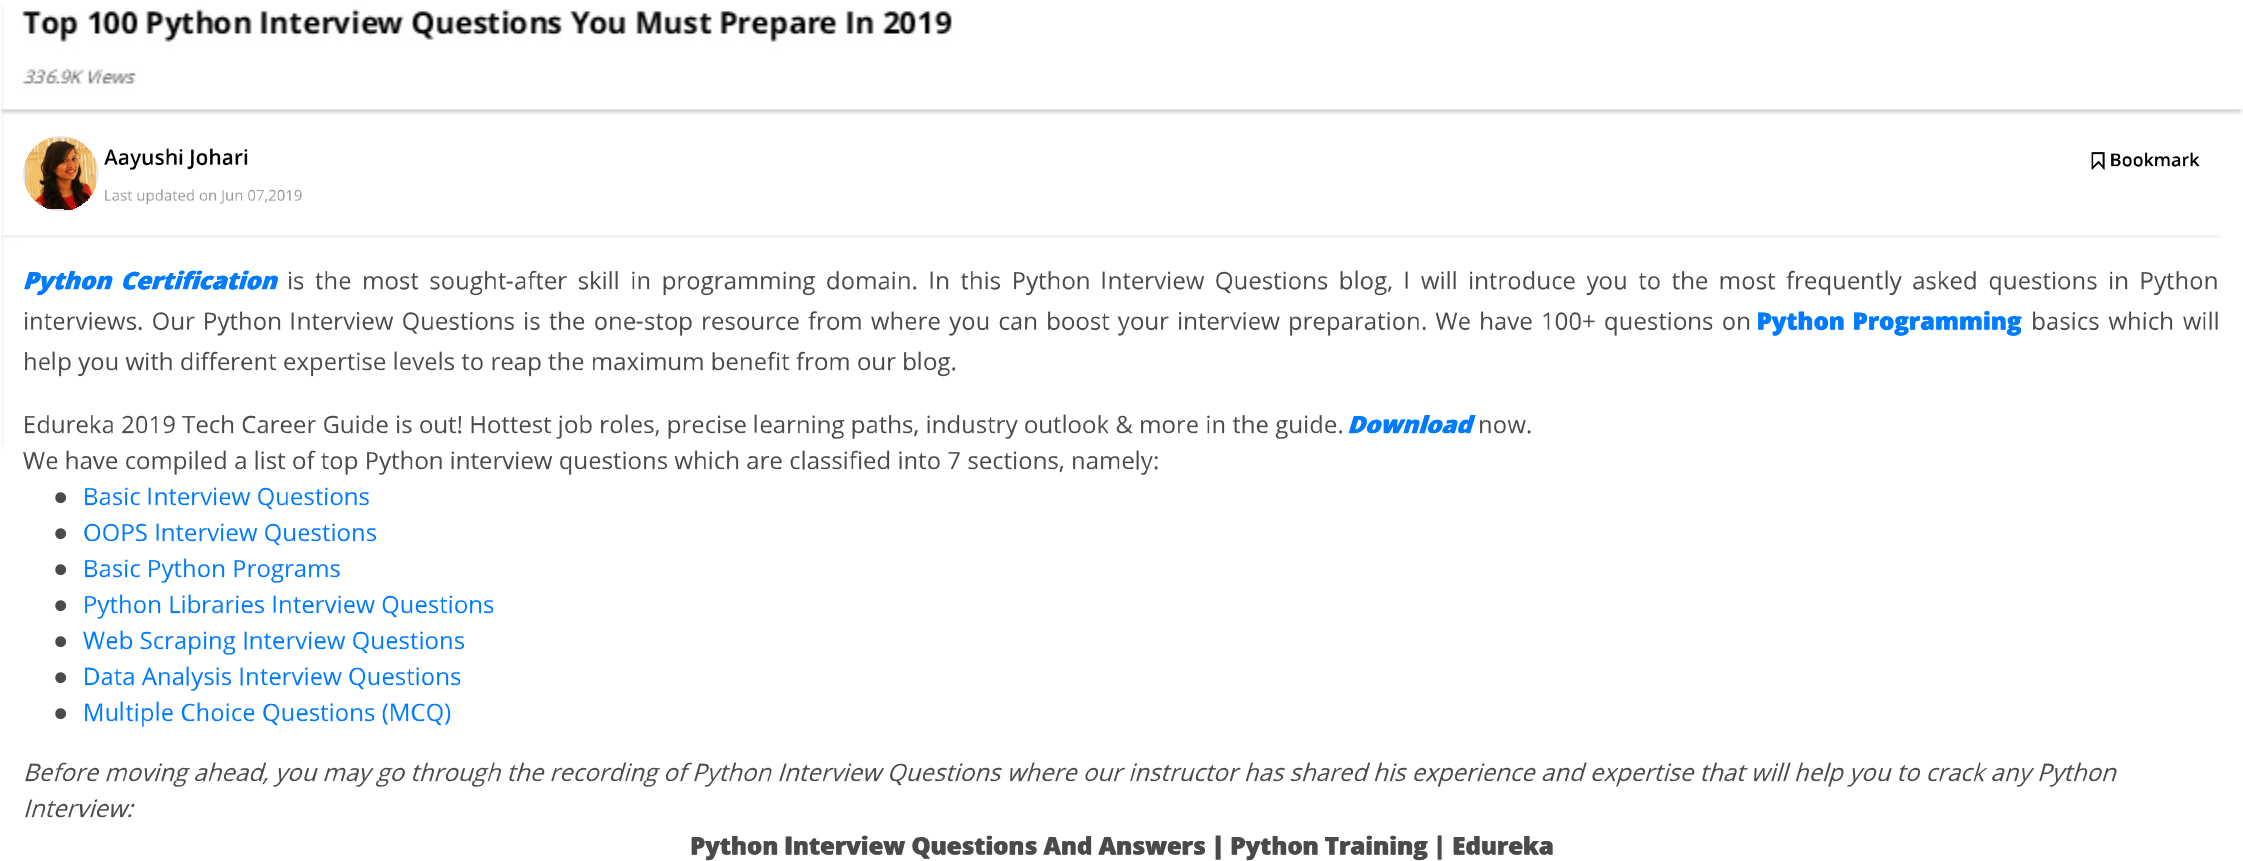 Top 100 Python Interview Questions You Must Prepare In 2019
336.9K Views
Aayushi Johari
Bookmark
Last updated on Jun 07,2019
Python Certification is the most sought-after skill in programming domain. In this Python Interview Questions blog, I will introduce you to the most frequently asked questions in Python
interviews. Our Python Interview Questions is the one-stop resource from where you can boost your interview preparation. We have 100+ questions on Python Programming basics which will
help you with different expertise levels to reap the maximum benefit from our blog.
Edureka 2019 Tech Career Guide is out! Hottest job roles, precise learning paths, industry outlook & more in the guide. Download now.
We have compiled a list of top Python interview questions which are classified into 7 sections, namely:
● Basic Interview Questions
● OOPS Interview Questions
● Basic Python Programs
● Python Libraries Interview Questions
● Web Scraping Interview Questions
● Data Analysis Interview Questions
● Multiple Choice Questions (MCQ)
Before moving ahead, you may go through the recording of Python Interview Questions where our instructor has shared his experience and expertise that will help you to crack any Python
Interview:
Python Interview Questions And Answers | Python Training | Edureka